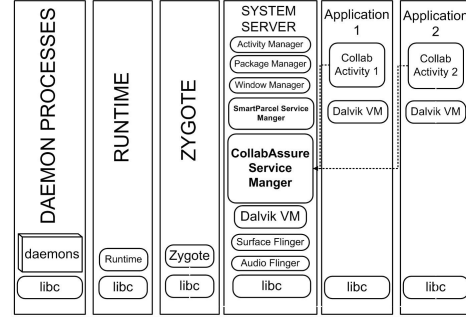 DAEMON PROCESSES
daemons
libc
RUNTIME
Runtime
libc
ZYGOTE
Zygote
libc
SYSTEM
SERVER
Activity Manager
Package Manager
Window Manager
SmartParcel Service
Manger
CollabAssure
Service
Manger
Dalvik VM
Surface Flinger
Audio Flinger
libc
Application
1
Collab
Activity 1
Dalvik VM
libc
Application
2
Collab
Activity 2
Dalvik VM
libc